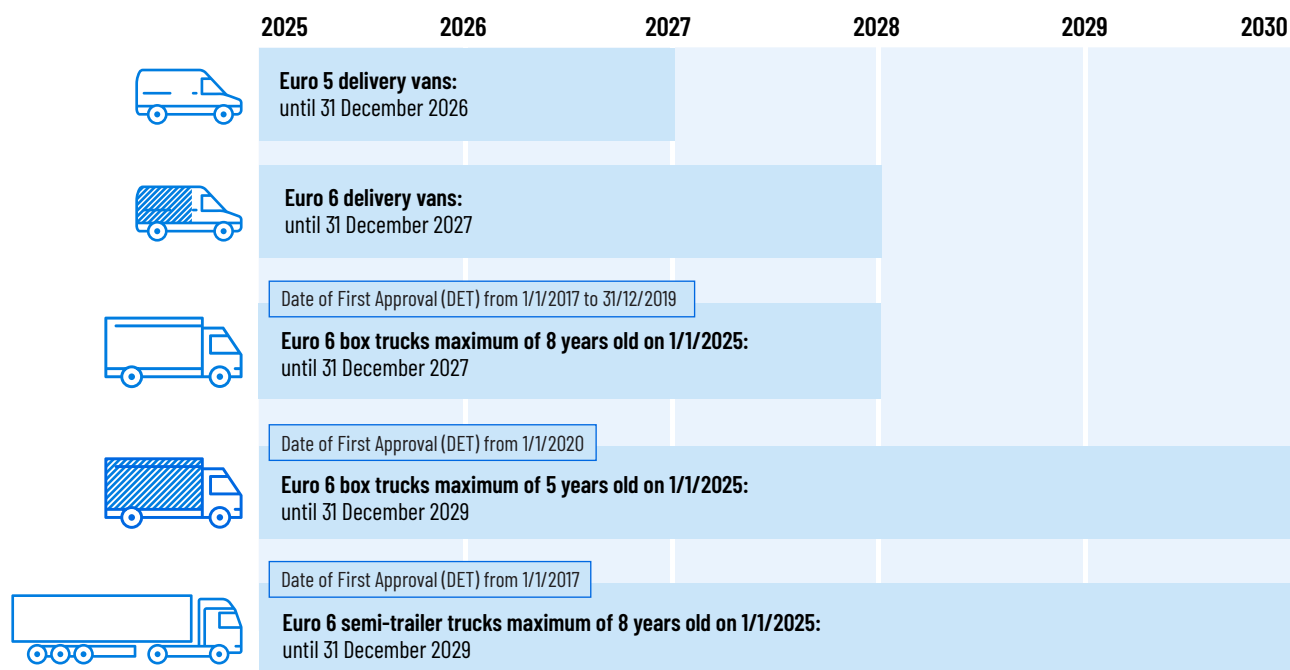 2025 2026 2027 2028 2029 2030
Euro 5 delivery vans:
until 31 December 2026
Euro 6 delivery vans:
until 31 December 2027
Date of First Approval (DET) from 1/1/2017 to 31/12/2019
Euro 6 box trucks maximum of 8 years old on 1/1/2025:
until 31 December 2027
Date of First Approval (DET) from 1/1/2020
Euro 6 box trucks maximum of 5 years old on 1/1/2025:
until 31 December 2029
Date of First Approval (DET) from 1/1/2017
Euro 6 semi-trailer trucks maximum of 8 years old on 1/1/2025:
until 31 December 2029